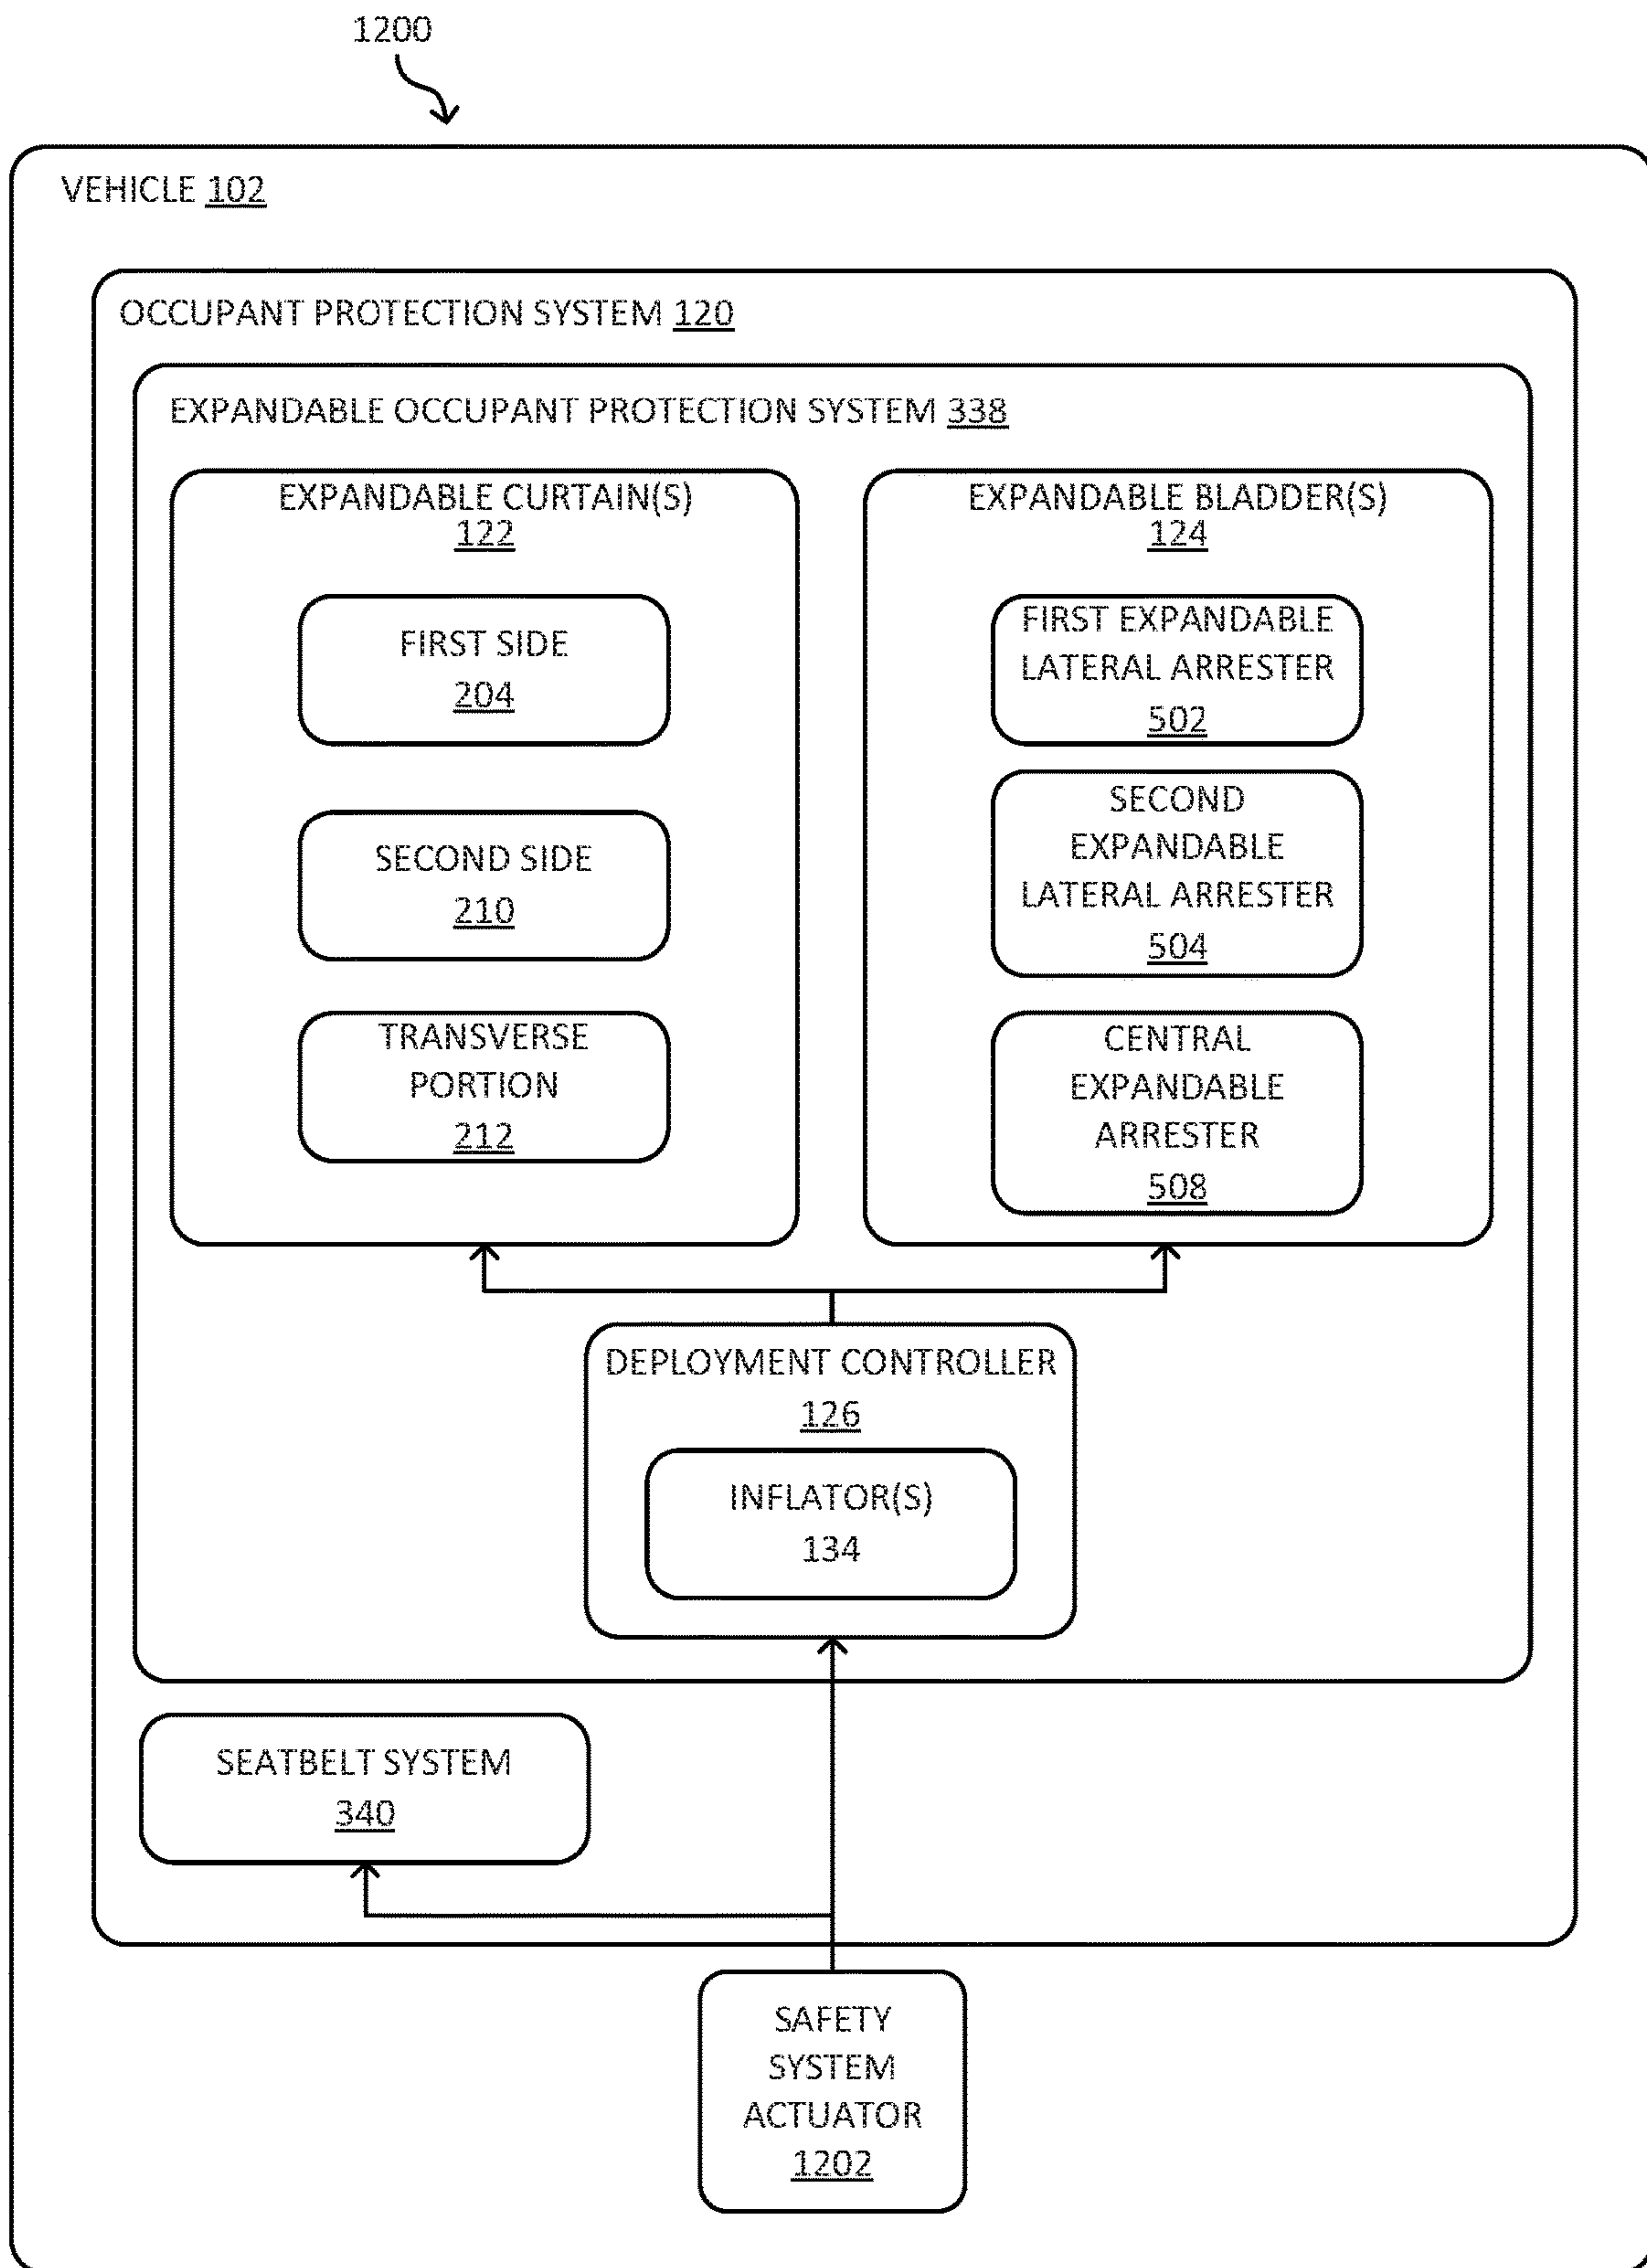 1200
VEHICLE 102
OCCUPANT PROTECTION SYSTEM 120
EXPANDABLE OCCUPANT PROTECTION SYSTEM 338
EXPANDABLE CURTAIN(S)
122
FIRST SIDE
204
SECOND SIDE
210
TRANSVERSE
PORTION
212
EXPANDABLE BLADDER(S)
124
FIRST EXPANDABLE
LATERAL ARRESTER
502
SECOND
EXPANDABLE
LATERAL ARRESTER
504
CENTRAL
EXPANDABLE
ARRESTER
508
DEPLOYMENT CONTROLLER
126
INFLATOR(S)
134
SEATBELT SYSTEM
340
SAFETY
SYSTEM
ACTUATOR
1202